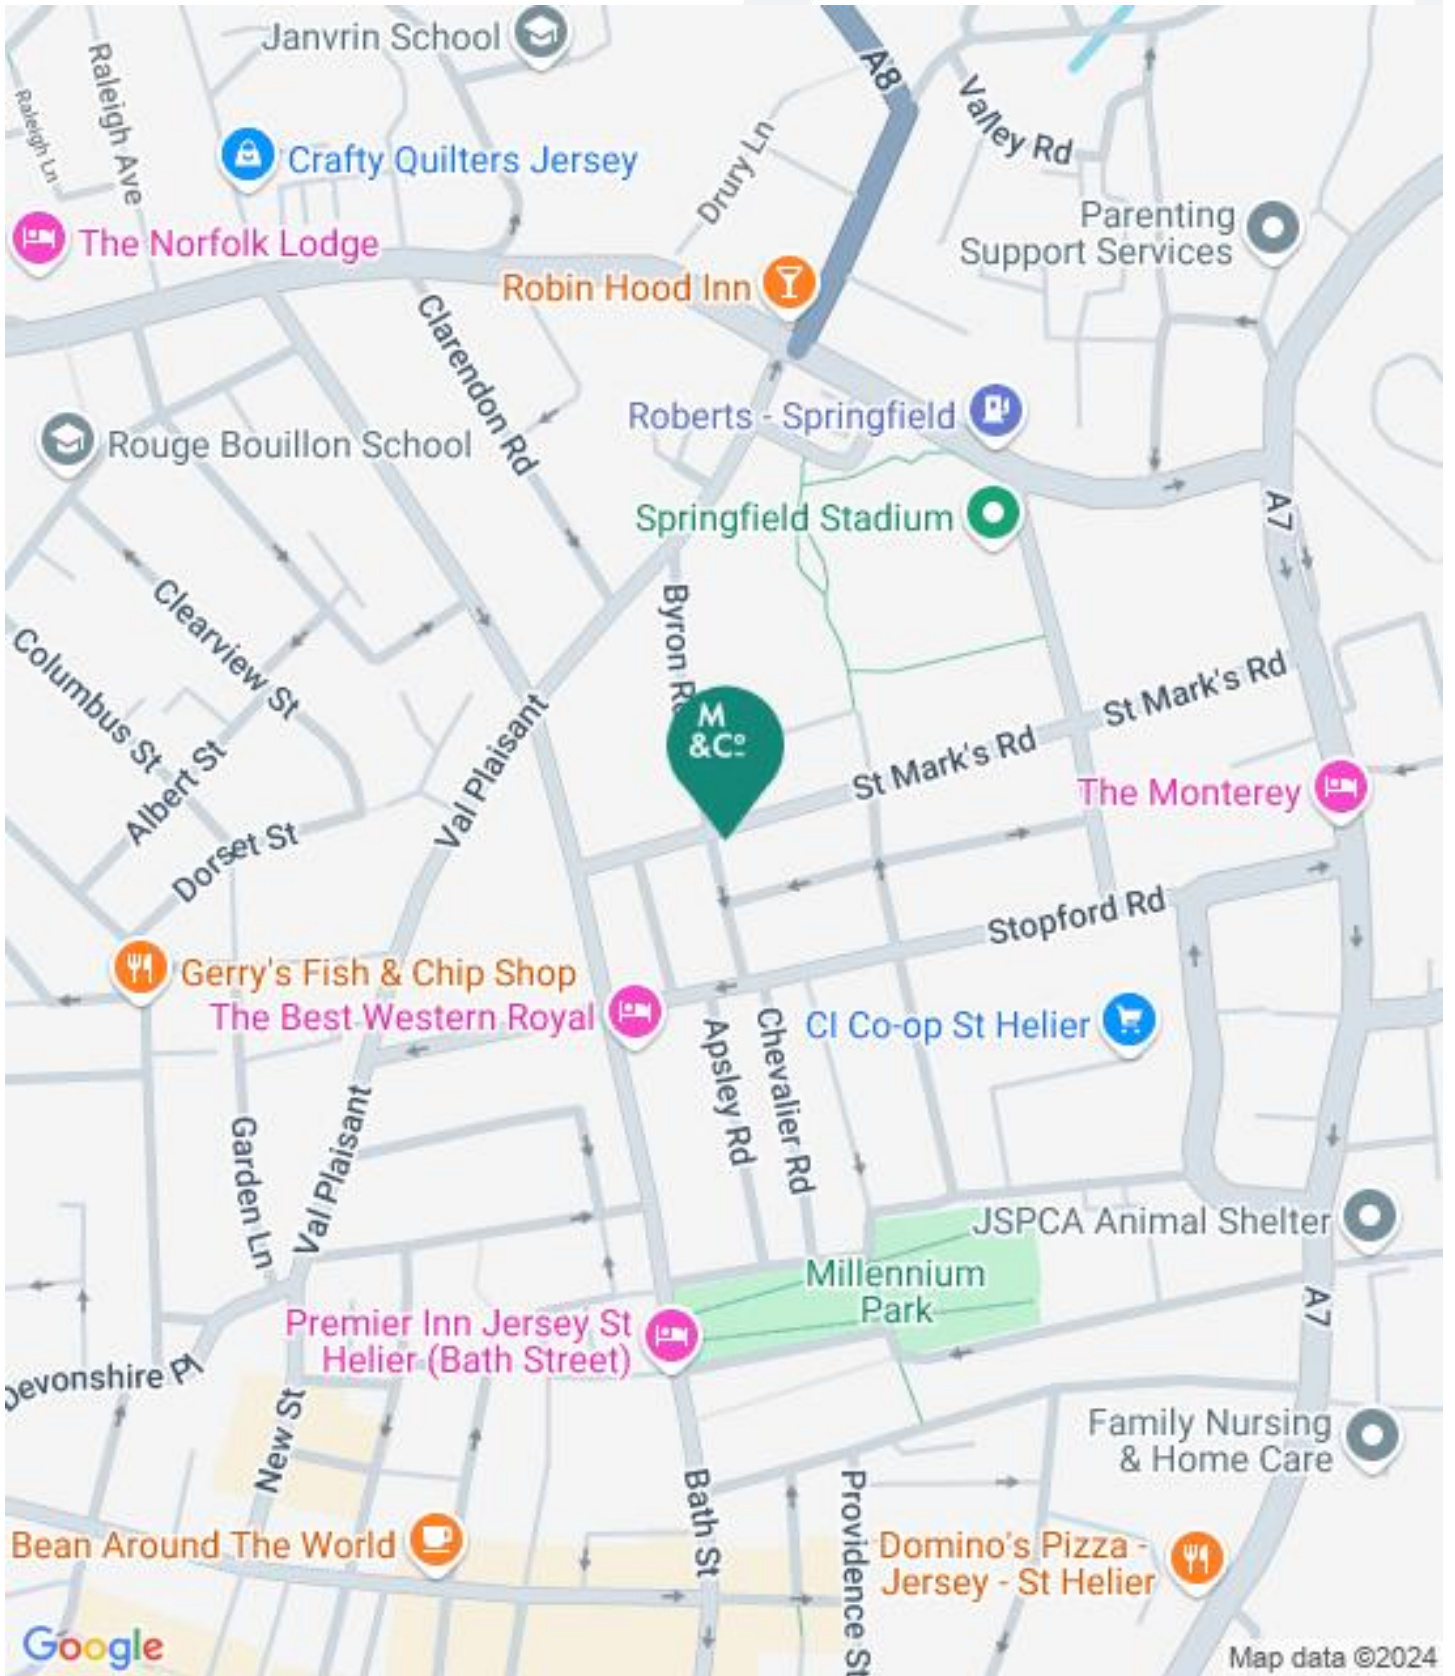 Janvrin School
Raleigh Ave
Raleigh Ln
Crafty Quilters Jersey
A8
Valley Rd
Drury Ln
The Norfolk Lodge
Parenting
Support Services
Robin Hood Inn
Clarendon Rd
Roberts - Springfield
Rouge Bouillon School
Springfield Stadium
A7
Byron R
Clearview St
Columbus St
Albert St
Dorset St
Val Plaisant
M
&Cº
St Mark's Rd
St Mark's Rd
The Monterey
Stopford Rd
Gerry's Fish & Chip Shop
The Best Western Royal
CI Co-op St Helier
Apsley Rd
Chevalier Rd
Garden Ln
Val Plaisant
JSPCA Animal Shelter
Millennium
Park
Premier Inn Jersey St
Helier (Bath Street)
A7
Devonshire Pl
New St
Family Nursing
& Home Care
Bath St
Providence St
Bean Around The World
Domino's Pizza -
Jersey - St Helier
Google
Map data ©2024